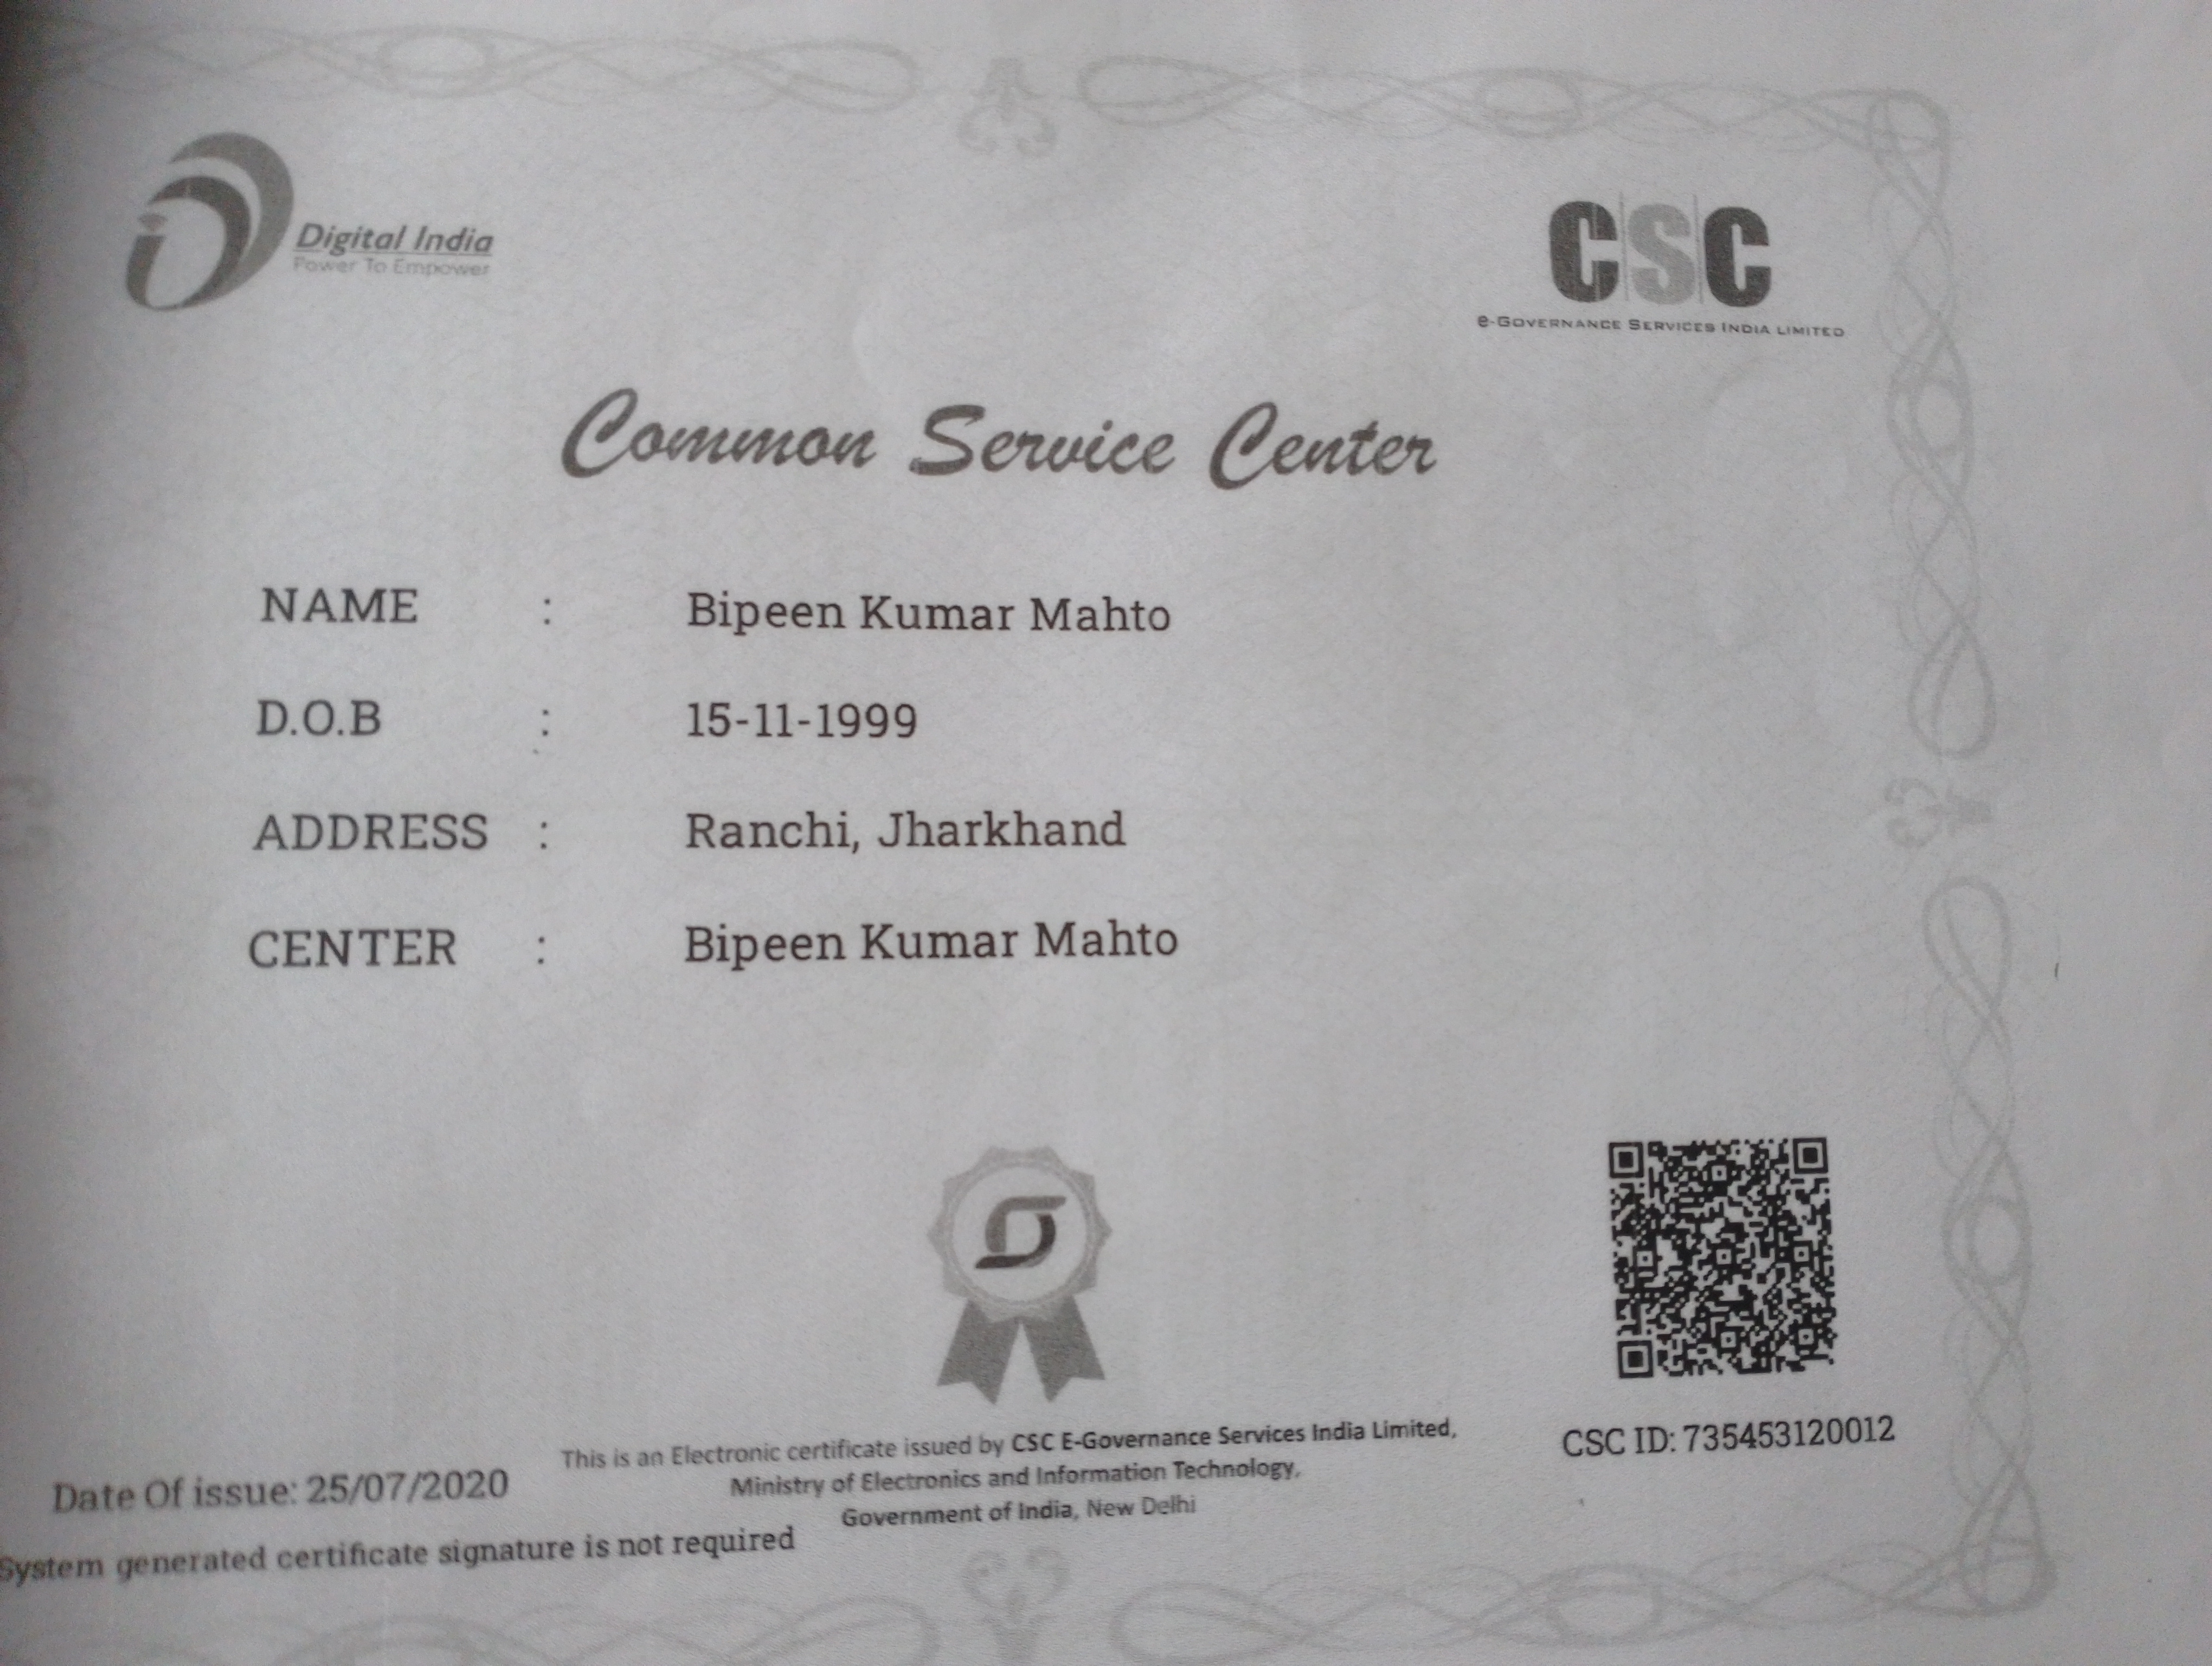 Digital India
Power To Empower
CSC
e-Governance Services India Limited
Common Service Center
NAME : Bipeen Kumar Mahto
D.O.B : 15-11-1999
ADDRESS : Ranchi, Jharkhand
CENTER : Bipeen Kumar Mahto
This is an Electronic certificate issued by CSC E-Governance Services India Limited,
Ministry of Electronics and Information Technology,
Government of India, New Delhi
CSC ID: 735453120012
Date Of issue: 25/07/2020
System generated certificate signature is not required